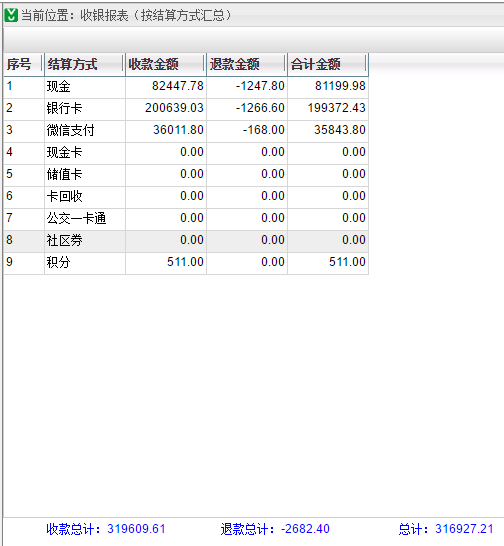 当前位置：收银报表（按结算方式汇总）
序号 结算方式 收款金额 退款金额 合计金额
1 现金 82447.78 -1247.80 81199.98
2 银行卡 200639.03 -1266.60 199372.43
3 微信支付 36011.80 -168.00 35843.80
4 现金卡 0.00 0.00 0.00
5 储值卡 0.00 0.00 0.00
6 卡回收 0.00 0.00 0.00
7 公交一卡通 0.00 0.00 0.00
8 社区券 0.00 0.00 0.00
9 积分 511.00 0.00 511.00
收款总计：319609.61 退款总计：-2682.40 总计：316927.21